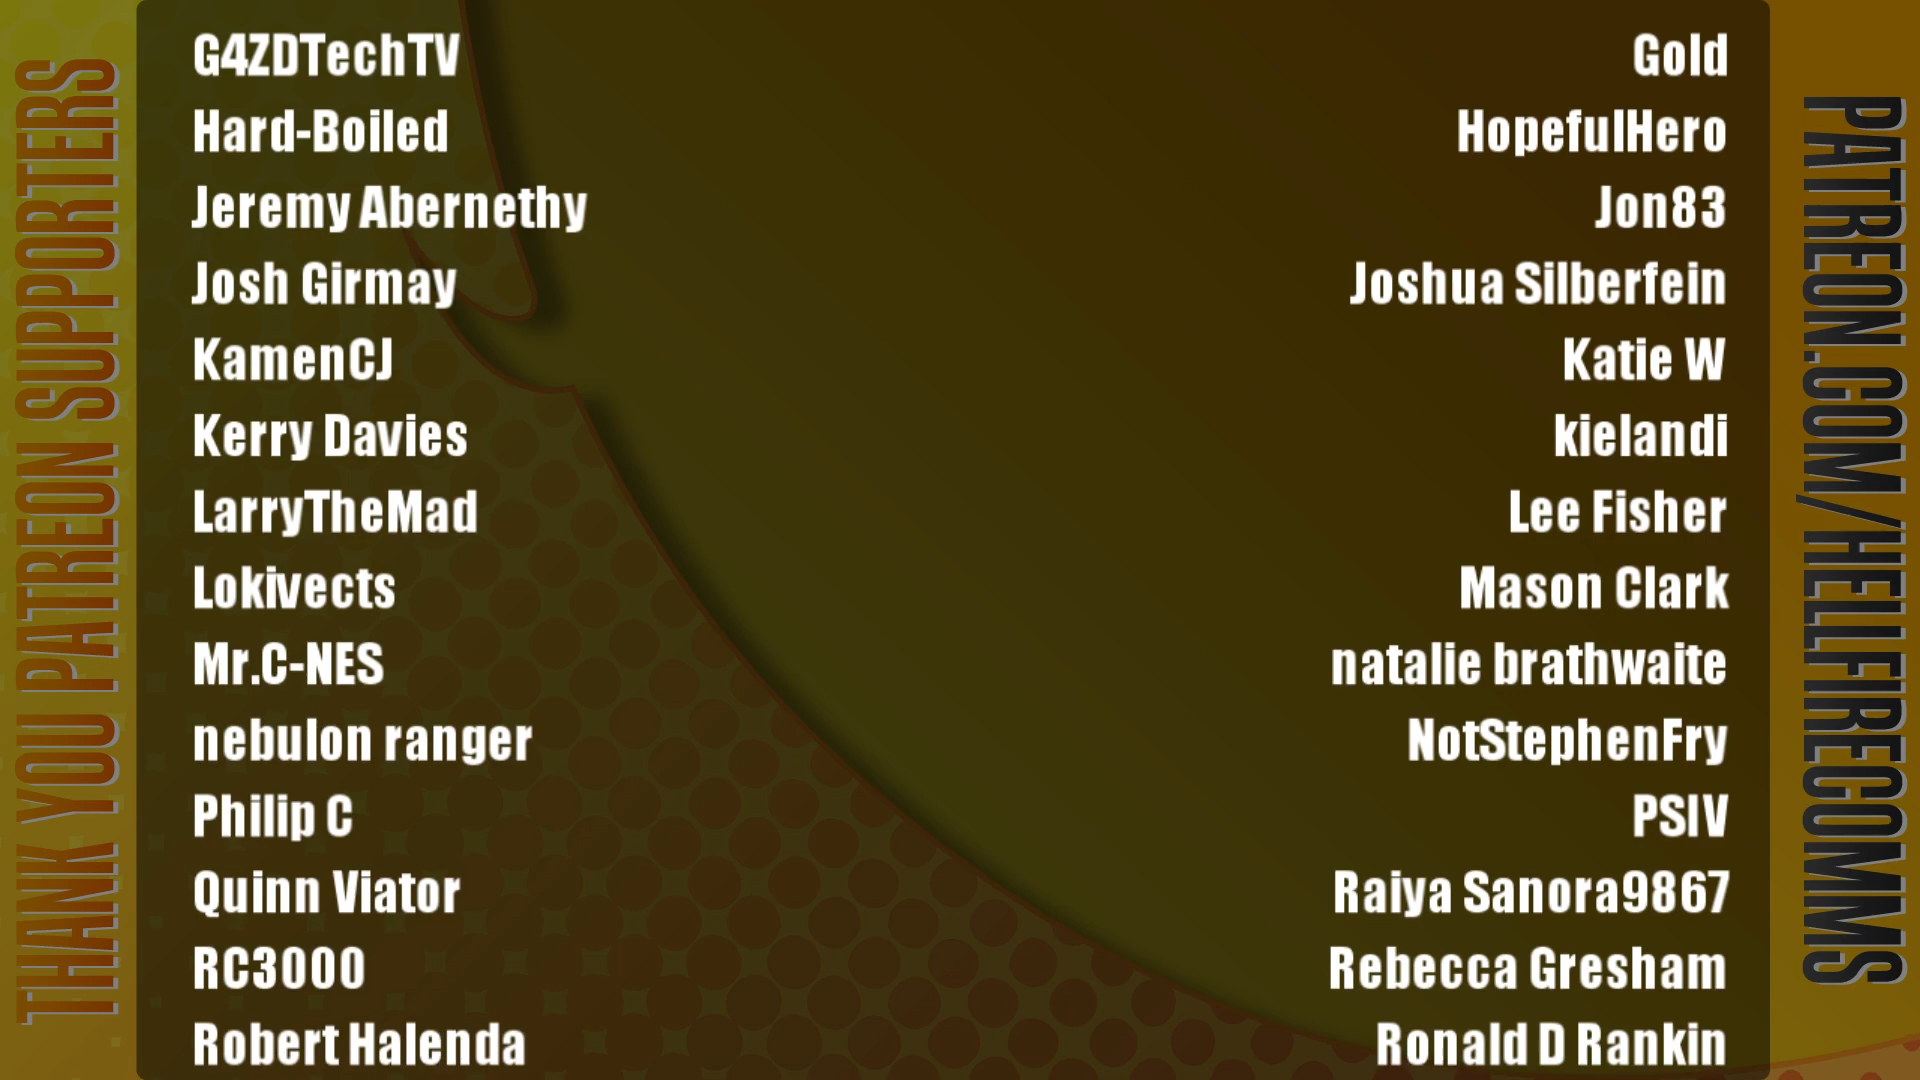 THANK YOU PATREON SUPPORTERS
G4ZDTechTV
Gold
Hard-Boiled
HopefulHero
Jeremy Abernethy
Jon83
Josh Girmay
Joshua Silberfein
KamenCJ
Katie W
Kerry Davies
kielandi
LarryTheMad
Lee Fisher
Lokivects
Mason Clark
Mr.C-NES
natalie brathwaite
nebulon ranger
NotStephenFry
Philip C
PSIV
Quinn Viator
Raiya Sanora9867
RC3000
Rebecca Gresham
Robert Halenda
Ronald D Rankin
PATREON.COM/HELLFIRECOMMS